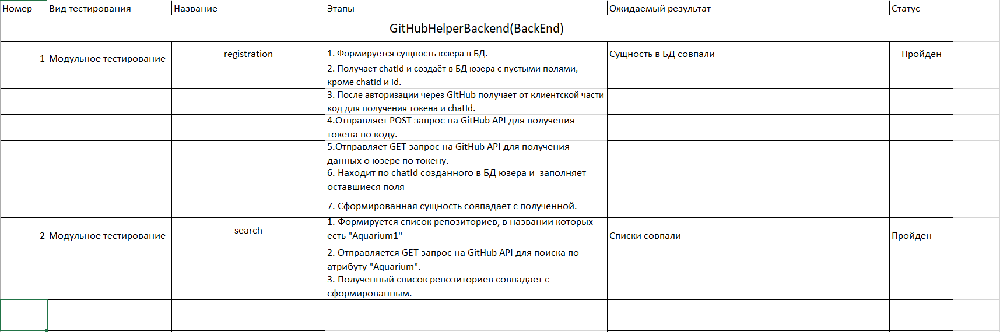 Номер Вид тестирования Название Этапы Ожидаемый результат Статус
GitHubHelperBackend(BackEnd)
1 Модульное тестирование registration 1. Формируется сущность юзера в БД. Сущность в БД совпали Пройден
2. Получает chatId и создаёт в БД юзера с пустыми полями,
кроме chatId и id.
3. После авторизации через GitHub получает от клиентской части
код для получения токена и chatId.
4.Отправляет POST запрос на GitHub API для получения
токена по коду.
5.Отправляет GET запрос на GitHub API для получения
данных о юзере по токену.
6. Находит по chatId созданного в БД юзера и  заполняет
оставшиеся поля
7. Сформированная сущность совпадает с полученной.
2 Модульное тестирование search 1. Формируется список репозиториев, в названии которых
есть "Aquarium1" Списки совпали Пройден
2. Отправляется GET запрос на GitHub API для поиска по
атрибуту "Aquarium".
3. Полученный список репозиториев совпадает с
сформированным.